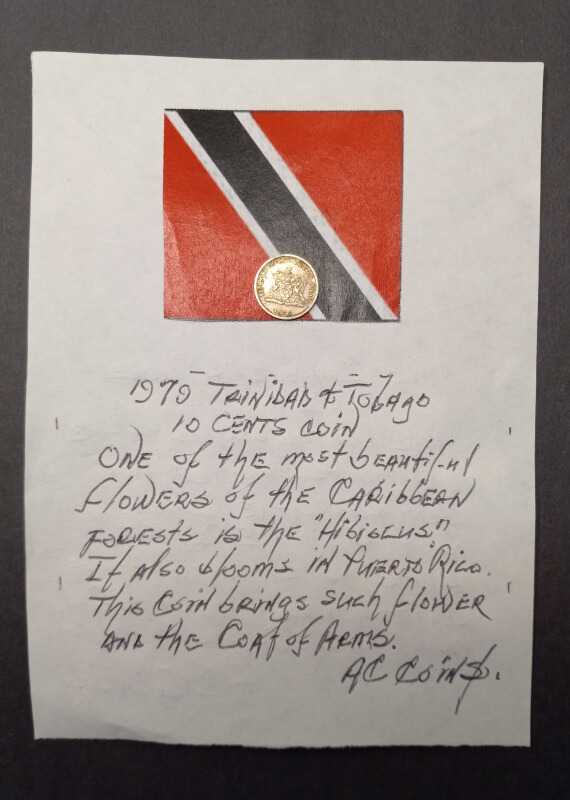 1979 TRINIDAD & TOBAGO
10 CENTS COIN
ONE of the most BEAUTIFUL
flowers of the CARIBBEAN
FORESTS is the "Hibiscus."
It also blooms in PUERTO RICO.
This Coin brings such flower
AND the Coat of Arms.
AC COIN$.